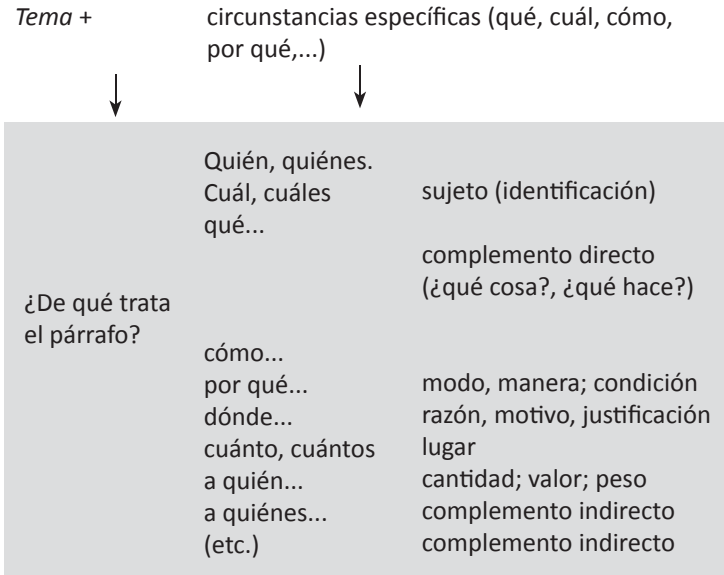 Tema + circunstancias específicas (qué, cuál, cómo,
por qué,...)
Quién, quiénes.
Cuál, cuáles sujeto (identificación)
qué...
complemento directo
(¿qué cosa?, ¿qué hace?)
¿De qué trata
el párrafo?
cómo...
por qué... modo, manera; condición
dónde... razón, motivo, justificación
cuánto, cuántos lugar
a quién... cantidad; valor; peso
a quiénes... complemento indirecto
(etc.) complemento indirecto